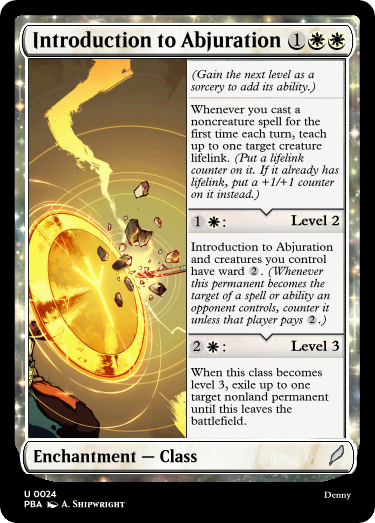 Introduction to Abjuration 1
(Gain the next level as a
sorcery to add its ability.)
Whenever you cast a
noncreature spell for the
first time each turn, teach
up to one target creature
lifelink. (Put a lifelink
counter on it. If it already has
lifelink, put a +1/+1 counter
on it instead.)
1 : Level 2
Introduction to Abjuration
and creatures you control
have ward 2. (Whenever
this permanent becomes the
target of a spell or ability an
opponent controls, counter it
unless that player pays 2.)
2 : Level 3
When this class becomes
level 3, exile up to one
target nonland permanent
until this leaves the
battlefield.
Enchantment — Class
U 0024
PBA A. Shipwright
Denny